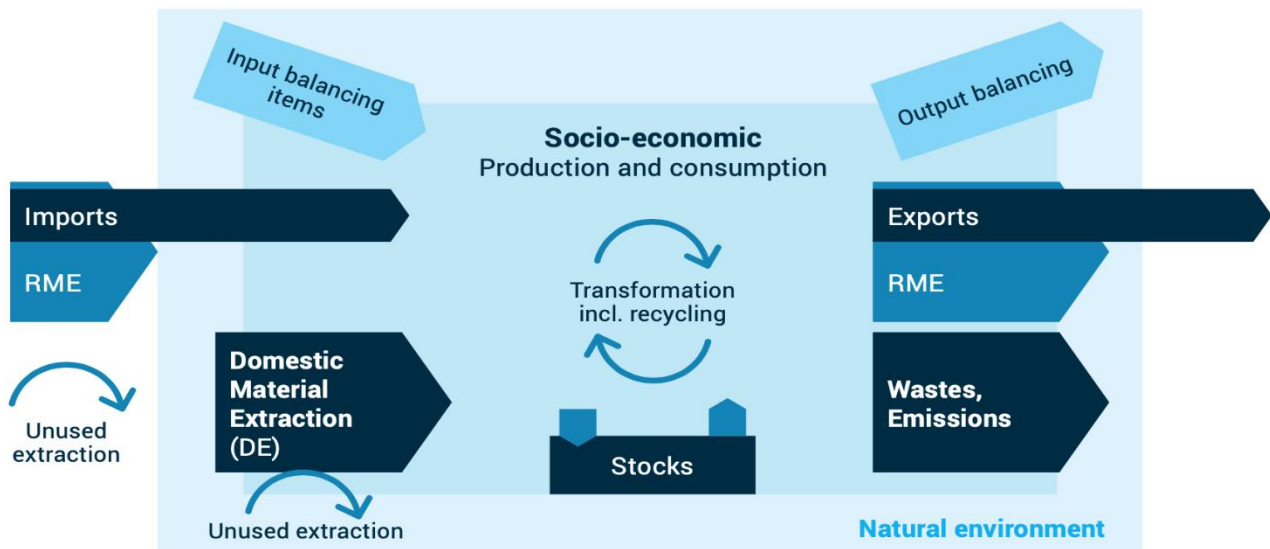 Input balancing
items
Output balancing
Socio-economic
Production and consumption
Imports
RME
Exports
RME
Transformation
incl. recycling
Domestic
Material
Extraction
(DE)
Wastes,
Emissions
Unused
extraction
Stocks
Unused extraction
Natural environment